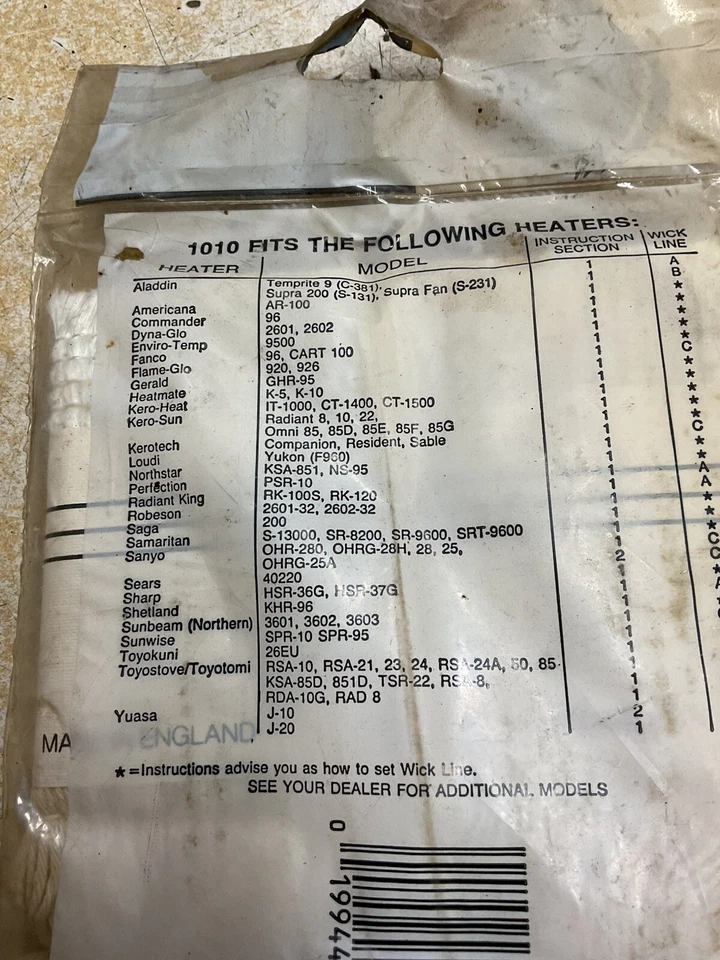 1010 FITS THE FOLLOWING HEATERS:
HEATER MODEL INSTRUCTION SECTION WICK LINE
Aladdin Temprite 9 (C-381), 1 A
Supra 200 (S-131), Supra Fan (S-231) 1 B
Americana AR-100 1 *
Commander 96 1 *
Dyna-Glo 2601, 2602 1 *
Enviro-Temp 9500 1 *
Fanco 96, CART 100 1 *
Flame-Glo 920, 926 1 C
Gerald GHR-95 1 *
Heatmate K-5, K-10 1 *
Kero-Heat IT-1000, CT-1400, CT-1500 1 *
Kero-Sun Radiant 8, 10, 22, 1
Omni 85, 85D, 85E, 85F, 85G 1
Kerotech Companion, Resident, Sable 1
Loudi Yukon (F960) 1
Northstar KSA-851, NS-95 1
Perfection PSR-10 1
Radiant King RK-100S, RK-120 1
Robeson 2601-32, 2602-32 1
Saga 200 1
Samaritan S-13000, SR-8200, SR-9600, SRT-9600 1
Sanyo OHR-280, OHRG-28H, 28, 25,
OHRG-25A
Sears 40220
Sharp HSR-36G, HSR-37G 1
Shetland KHR-96 1
Sunbeam (Northern) 3601, 3602, 3603 1
Sunwise SPR-10 SPR-95 1
Toyokuni 26EU 1
Toyostove/Toyotomi RSA-10, RSA-21, 23, 24, RSA-24A, 50, 85
KSA-85D, 851D, TSR-22, RSA-8, 1
RDA-10G, RAD 8 1
Yuasa J-10 2
J-20 1
MA ENGLAND
*=Instructions advise you as how to set Wick Line.
SEE YOUR DEALER FOR ADDITIONAL MODELS
0 19944